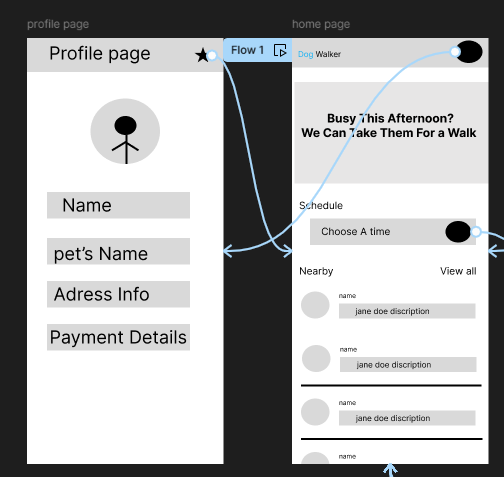 profile page
home page
Profile page
Flow 1
Dog Walker
Busy This Afternoon?
We Can Take Them For a Walk
Name
pet's Name
Adress Info
Payment Details
Schedule
Choose A time
Nearby
View all
name
jane doe discription
name
jane doe discription
name
jane doe discription
name